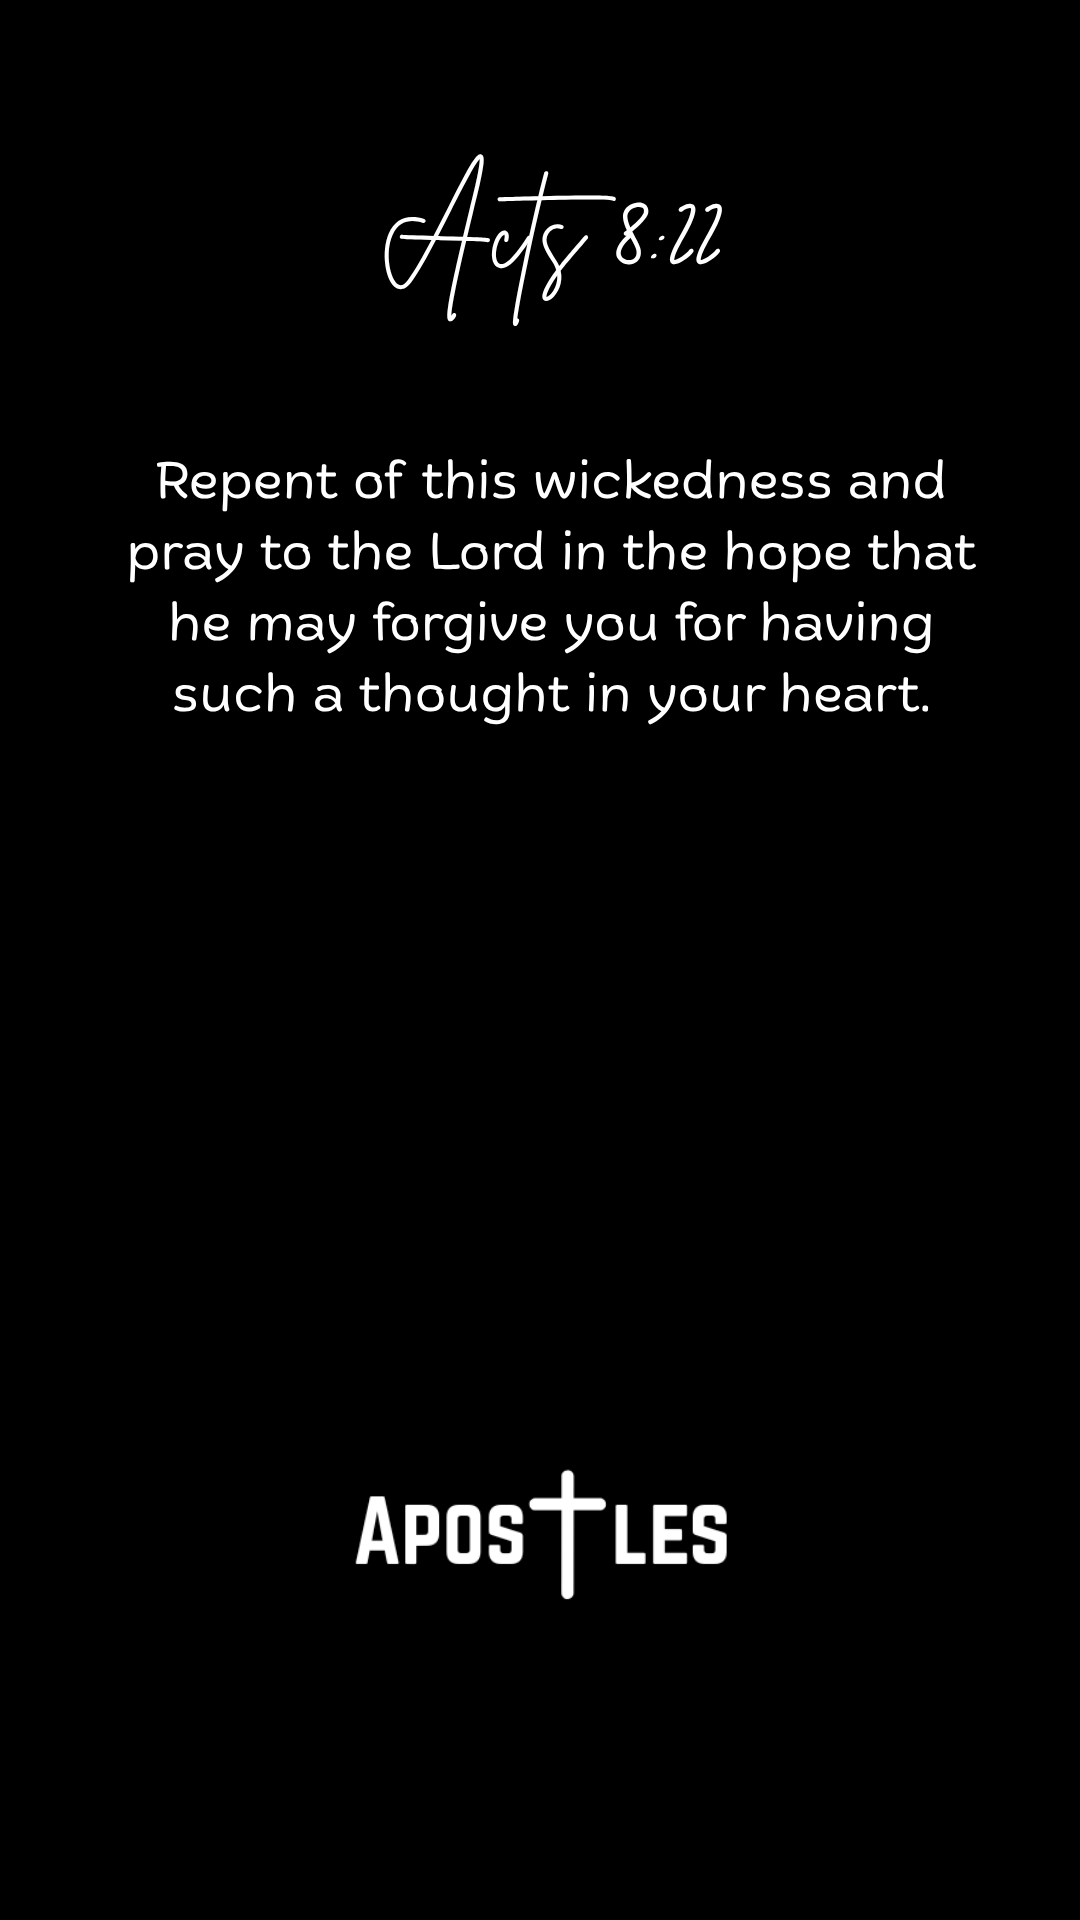 Acts 8:22
Repent of this wickedness and
pray to the Lord in the hope that
he may forgive you for having
such a thought in your heart.
APOSTLES